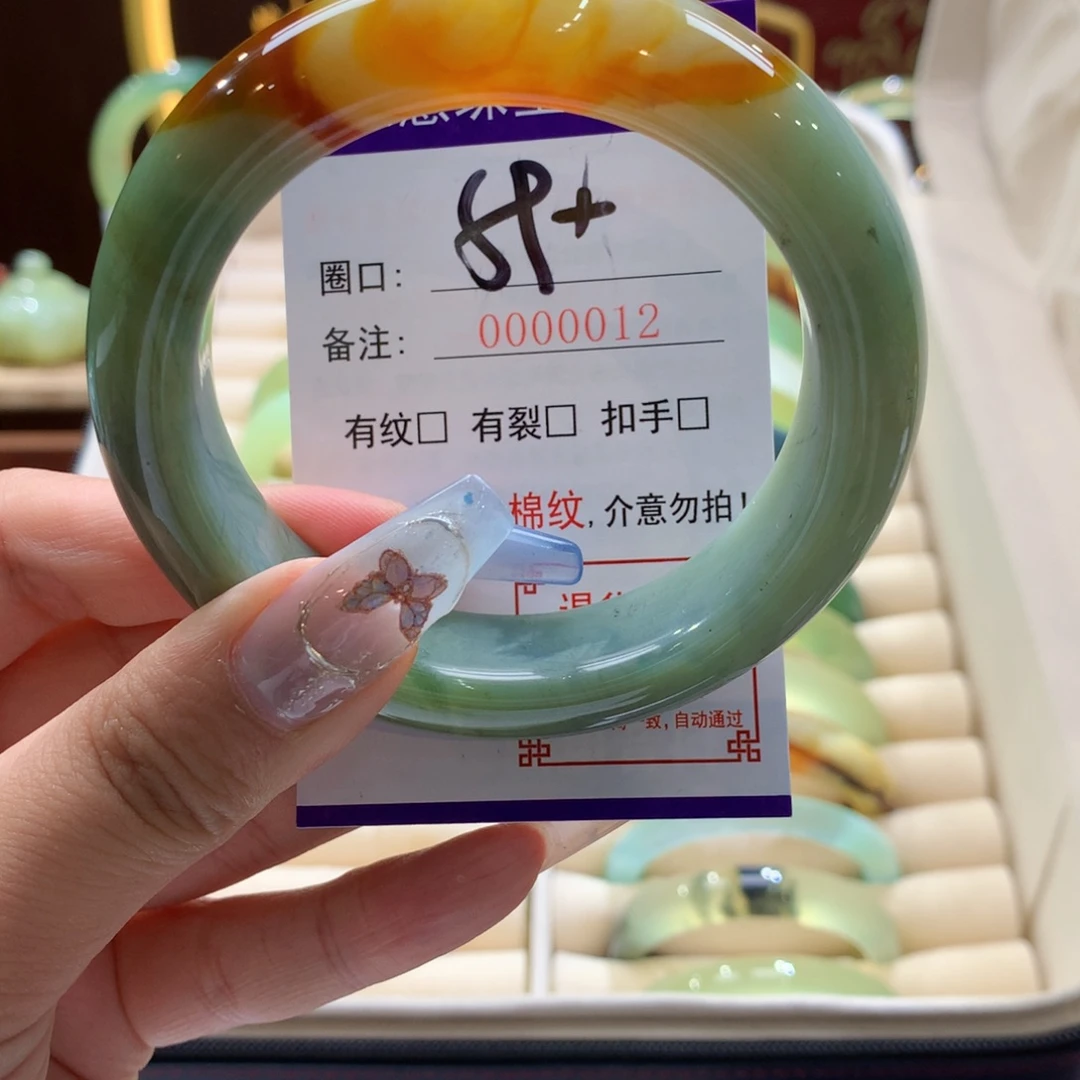 圈口:
备注: 0000012
有纹□ 有裂□ 扣手□
棉纹,介意勿拍!
致,自动通过